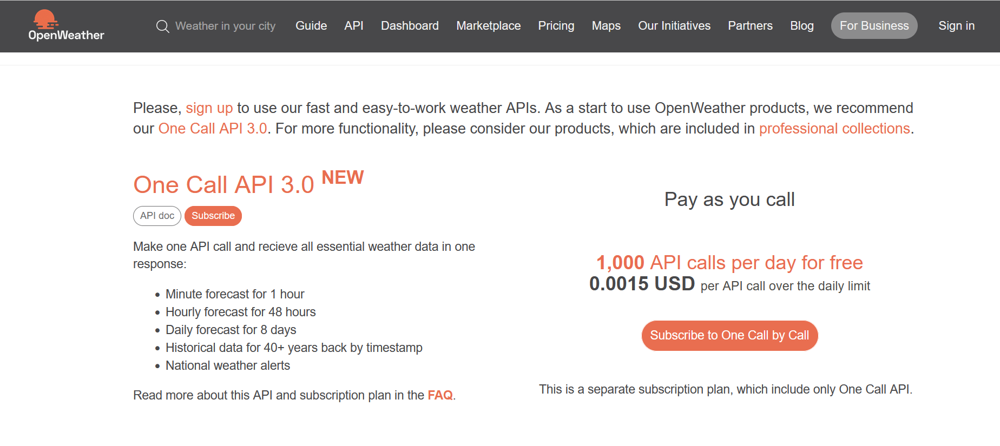 OpenWeather
Weather in your city
Guide
API
Dashboard
Marketplace
Pricing
Maps
Our Initiatives
Partners
Blog
For Business
Sign in
Please, sign up to use our fast and easy-to-work weather APIs. As a start to use OpenWeather products, we recommend
our One Call API 3.0. For more functionality, please consider our products, which are included in professional collections.
One Call API 3.0 NEW
API doc
Subscribe
Make one API call and recieve all essential weather data in one
response:
• Minute forecast for 1 hour
• Hourly forecast for 48 hours
• Daily forecast for 8 days
• Historical data for 40+ years back by timestamp
• National weather alerts
Read more about this API and subscription plan in the FAQ.
Pay as you call
1,000 API calls per day for free
0.0015 USD per API call over the daily limit
Subscribe to One Call by Call
This is a separate subscription plan, which include only One Call API.